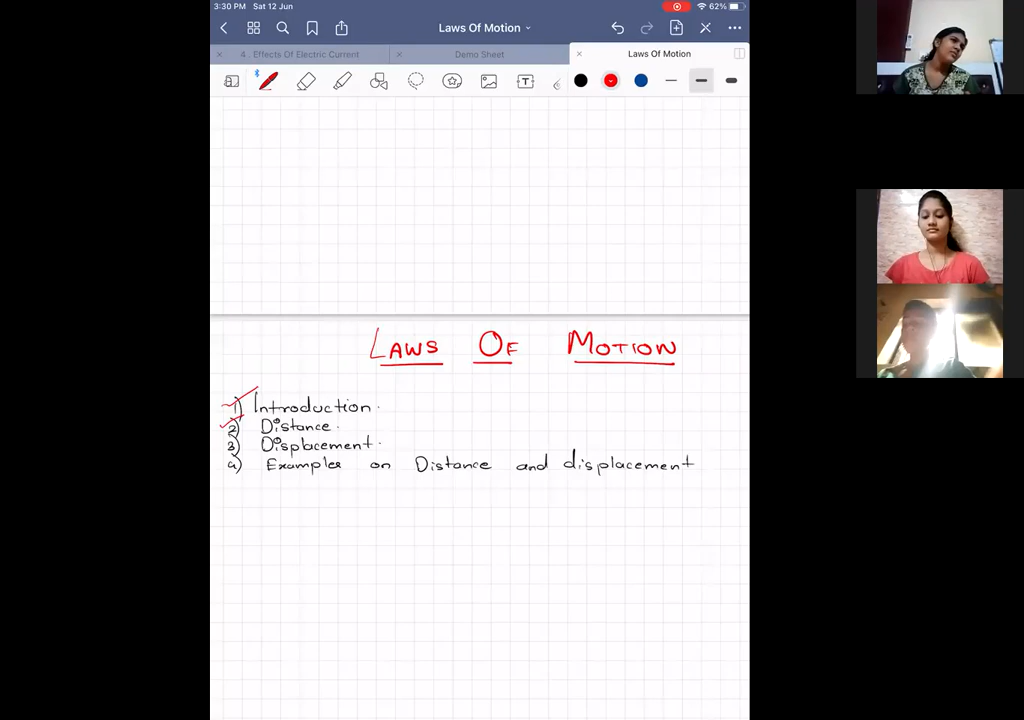 3:30 PM Sat 12 Jun 62%
Laws Of Motion
4 . Effects Of Electric Current
Demo Sheet
Laws Of Motion
LAWS OF MOTION
1) Introduction.
2) Distance.
3) Displacement.
a) Examples on Distance and displacement